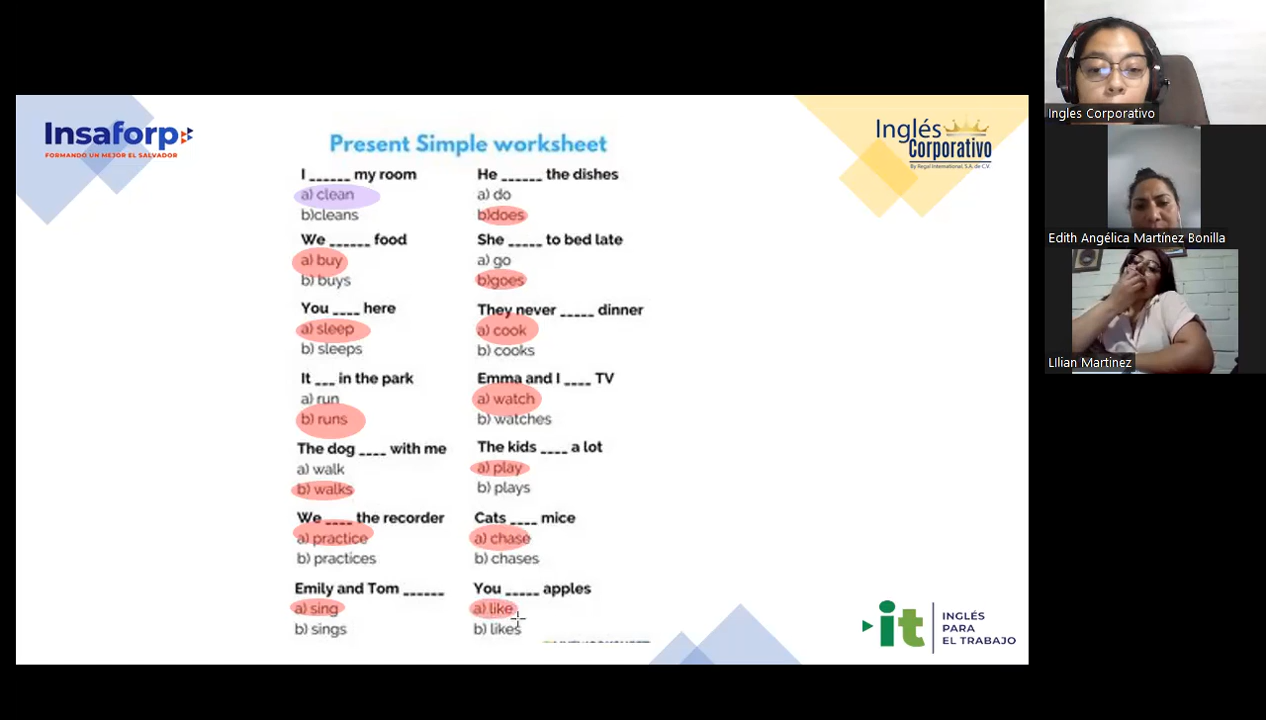 Insaforp
FORMANDO UN MEJOR EL SALVADOR
Inglés
Corporativo
By Regal International, S.A. de C.V.
Present Simple worksheet
I ______ my room
a) clean
b)cleans
We ______ food
a) buy
b) buys
You ____ here
a) sleep
b) sleeps
It ___ in the park
a) run
b) runs
The dog ____ with me
a) walk
b) walks
We ____ the recorder
a) practice
b) practices
Emily and Tom ______
a) sing
b) sings
He ______ the dishes
a) do
b)does
She _____ to bed late
a) go
b)goes
They never _____ dinner
a) cook
b) cooks
Emma and I ____ TV
a) watch
b) watches
The kids ____ a lot
a) play
b) plays
Cats ____ mice
a) chase
b) chases
You _____ apples
a) like
b) likes
it
INGLÉS
PARA
EL TRABAJO
Ingles Corporativo
Edith Angélica Martínez Bonilla
LIlian Martinez